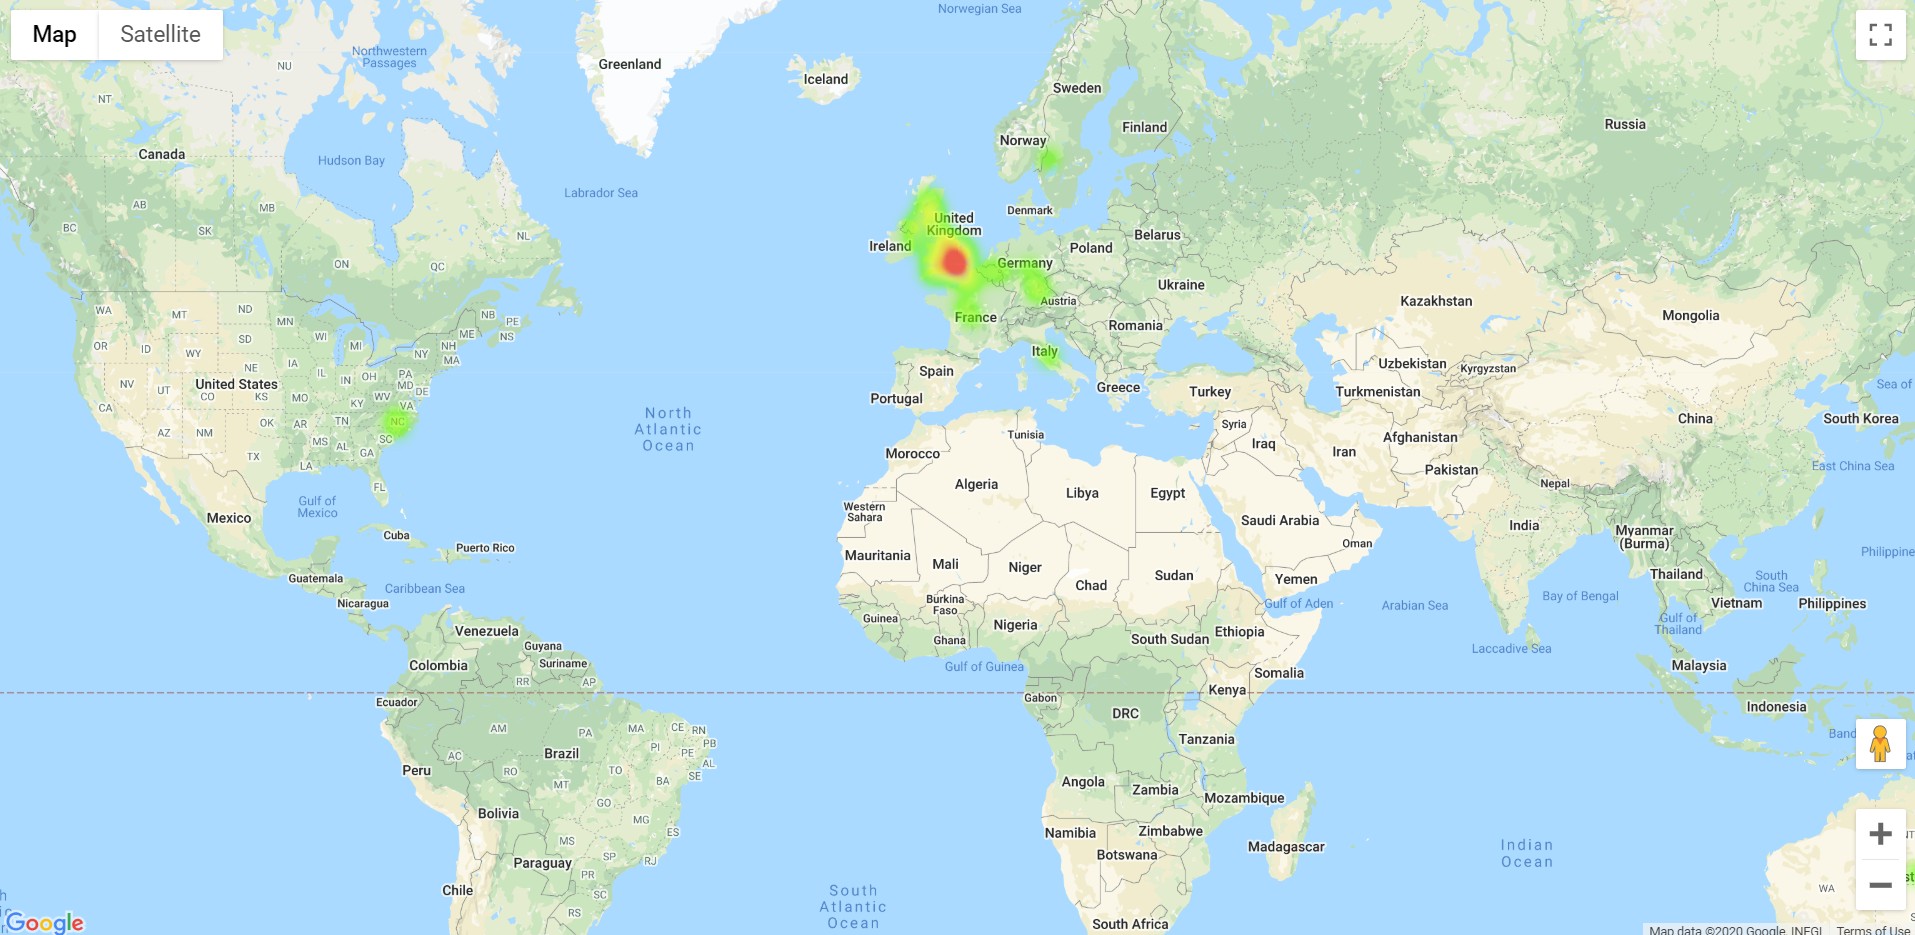 Map
Satellite
Norwegian Sea
Northwestern
Passages
NU
Greenland
Iceland
Sweden
NT
Finland
Russia
Norway
Canada
Hudson Bay
Labrador Sea
AB
MB
SK
BC
NL
United
Kingdom
Denmark
Ireland
Poland
Belarus
ON
QC
Germany
Ukraine
Austria
Kazakhstan
WA
MT
ND
MN
NB
PE
NS
France
Romania
Mongolia
OR
ID
WY
SD
WI
MI
ME
NH
NY
MA
Italy
Uzbekistan
Kyrgyzstan
NV
UT
United States
CO
KS
IA
IL
IN
OH
PA
MD
DE
Spain
Greece
Turkey
Turkmenistan
Sea of
CA
MO
KY
WV
VA
Portugal
China
South Korea
AZ
NM
OK
AR
TN
NC
SC
North
Atlantic
Ocean
Syria
Iraq
Iran
Afghanistan
Tunisia
TX
MS
AL
GA
LA
Morocco
Pakistan
East China Sea
FL
Gulf of
Mexico
Algeria
Libya
Egypt
Nepal
Mexico
Western
Sahara
Saudi Arabia
India
Myanmar
(Burma)
Cuba
Puerto Rico
Oman
Philippine
Mauritania
Mali
Niger
Chad
Sudan
Yemen
Thailand
South
China Sea
Guatemala
Caribbean Sea
Nicaragua
Burkina
Faso
Gulf of Aden
Arabian Sea
Bay of Bengal
Vietnam
Philippines
Guinea
Nigeria
Ghana
Venezuela
Guyana
Suriname
Colombia
South Sudan
Ethiopia
Gulf of
Thailand
Laccadive Sea
Gulf of Guinea
Somalia
Malaysia
RR
AP
Ecuador
Gabon
Kenya
Indonesia
DRC
AM
PA
MA
CE
RN
PB
PI
PE
AL
SE
Tanzania
Band
Brazil
AC
RO
TO
BA
Peru
MT
Angola
Zambia
Mozambique
GO
Bolivia
MG
ES
MS
Namibia
Zimbabwe
Botswana
Madagascar
Indian
Ocean
NT
SP
RJ
Paraguay
PR
Chile
SC
South
Atlantic
Ocean
WA
st
RS
South Africa
Google
Map data ©2020 Google, INEGI
Terms of Use